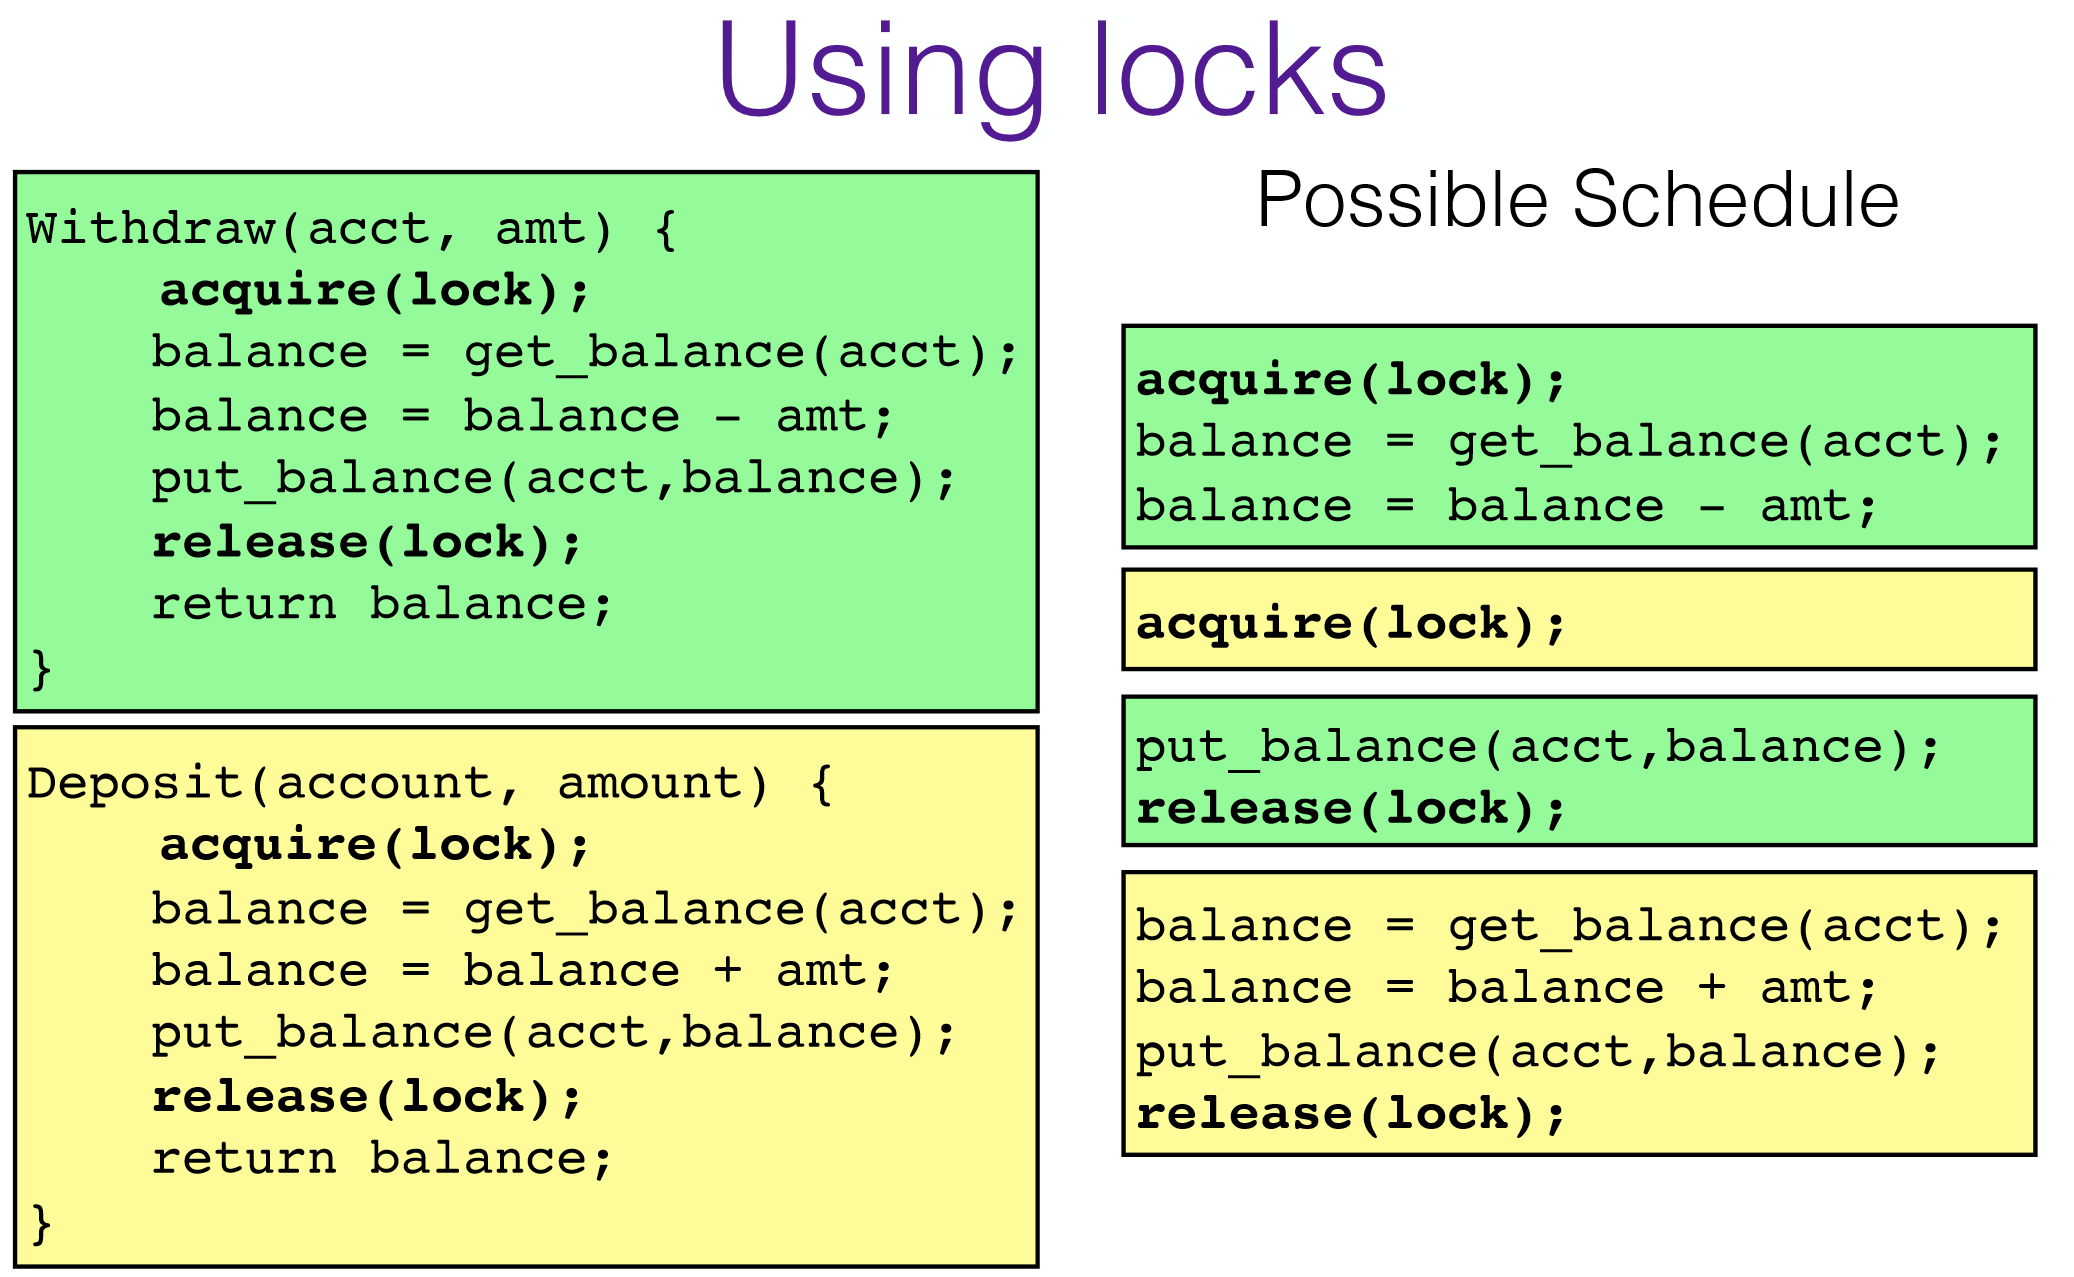 Using locks
Withdraw(acct, amt) {
acquire(lock);
balance = get_balance(acct);
balance = balance - amt;
put_balance(acct,balance);
release(lock);
return balance;
}
Deposit(account, amount) {
acquire(lock);
balance = get_balance(acct);
balance = balance + amt;
put_balance(acct,balance);
release(lock);
return balance;
}
Possible Schedule
acquire(lock);
balance = get_balance(acct);
balance = balance - amt;
acquire(lock);
put_balance(acct,balance);
release(lock);
balance = get_balance(acct);
balance = balance + amt;
put_balance(acct,balance);
release(lock);